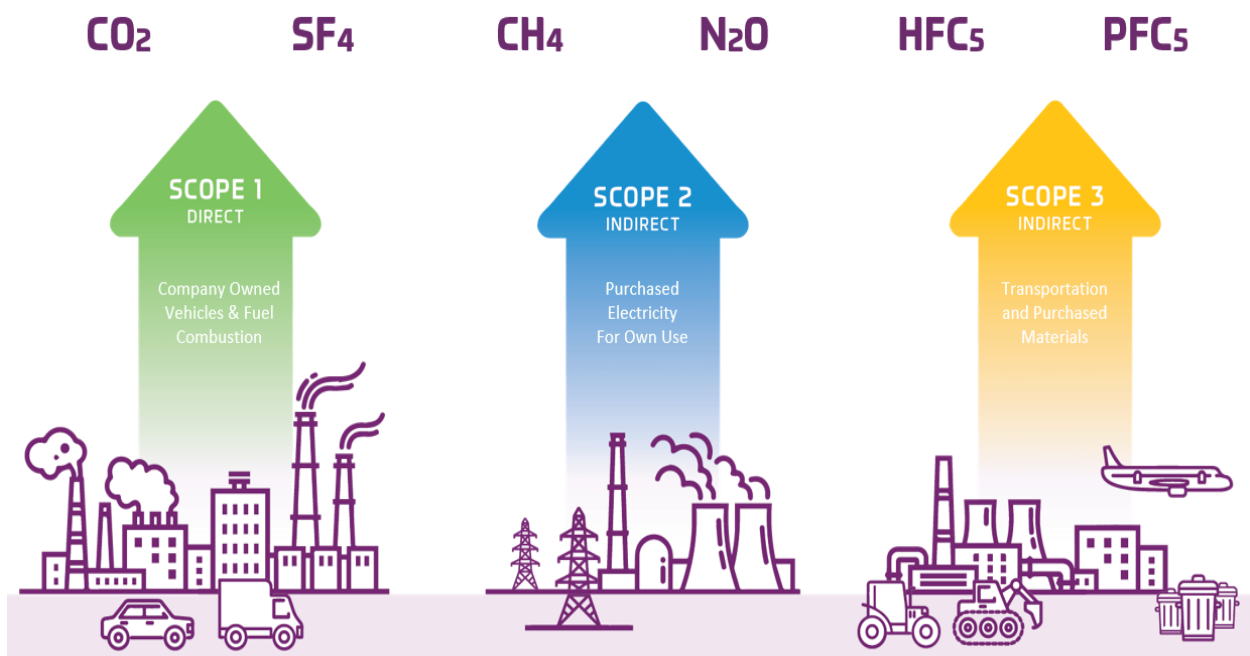 CO₂ SF₄ CH₄ N₂O HFC₅ PFC₅
SCOPE 1
DIRECT
Company Owned
Vehicles & Fuel
Combustion
SCOPE 2
INDIRECT
Purchased
Electricity
For Own Use
SCOPE 3
INDIRECT
Transportation
and Purchased
Materials